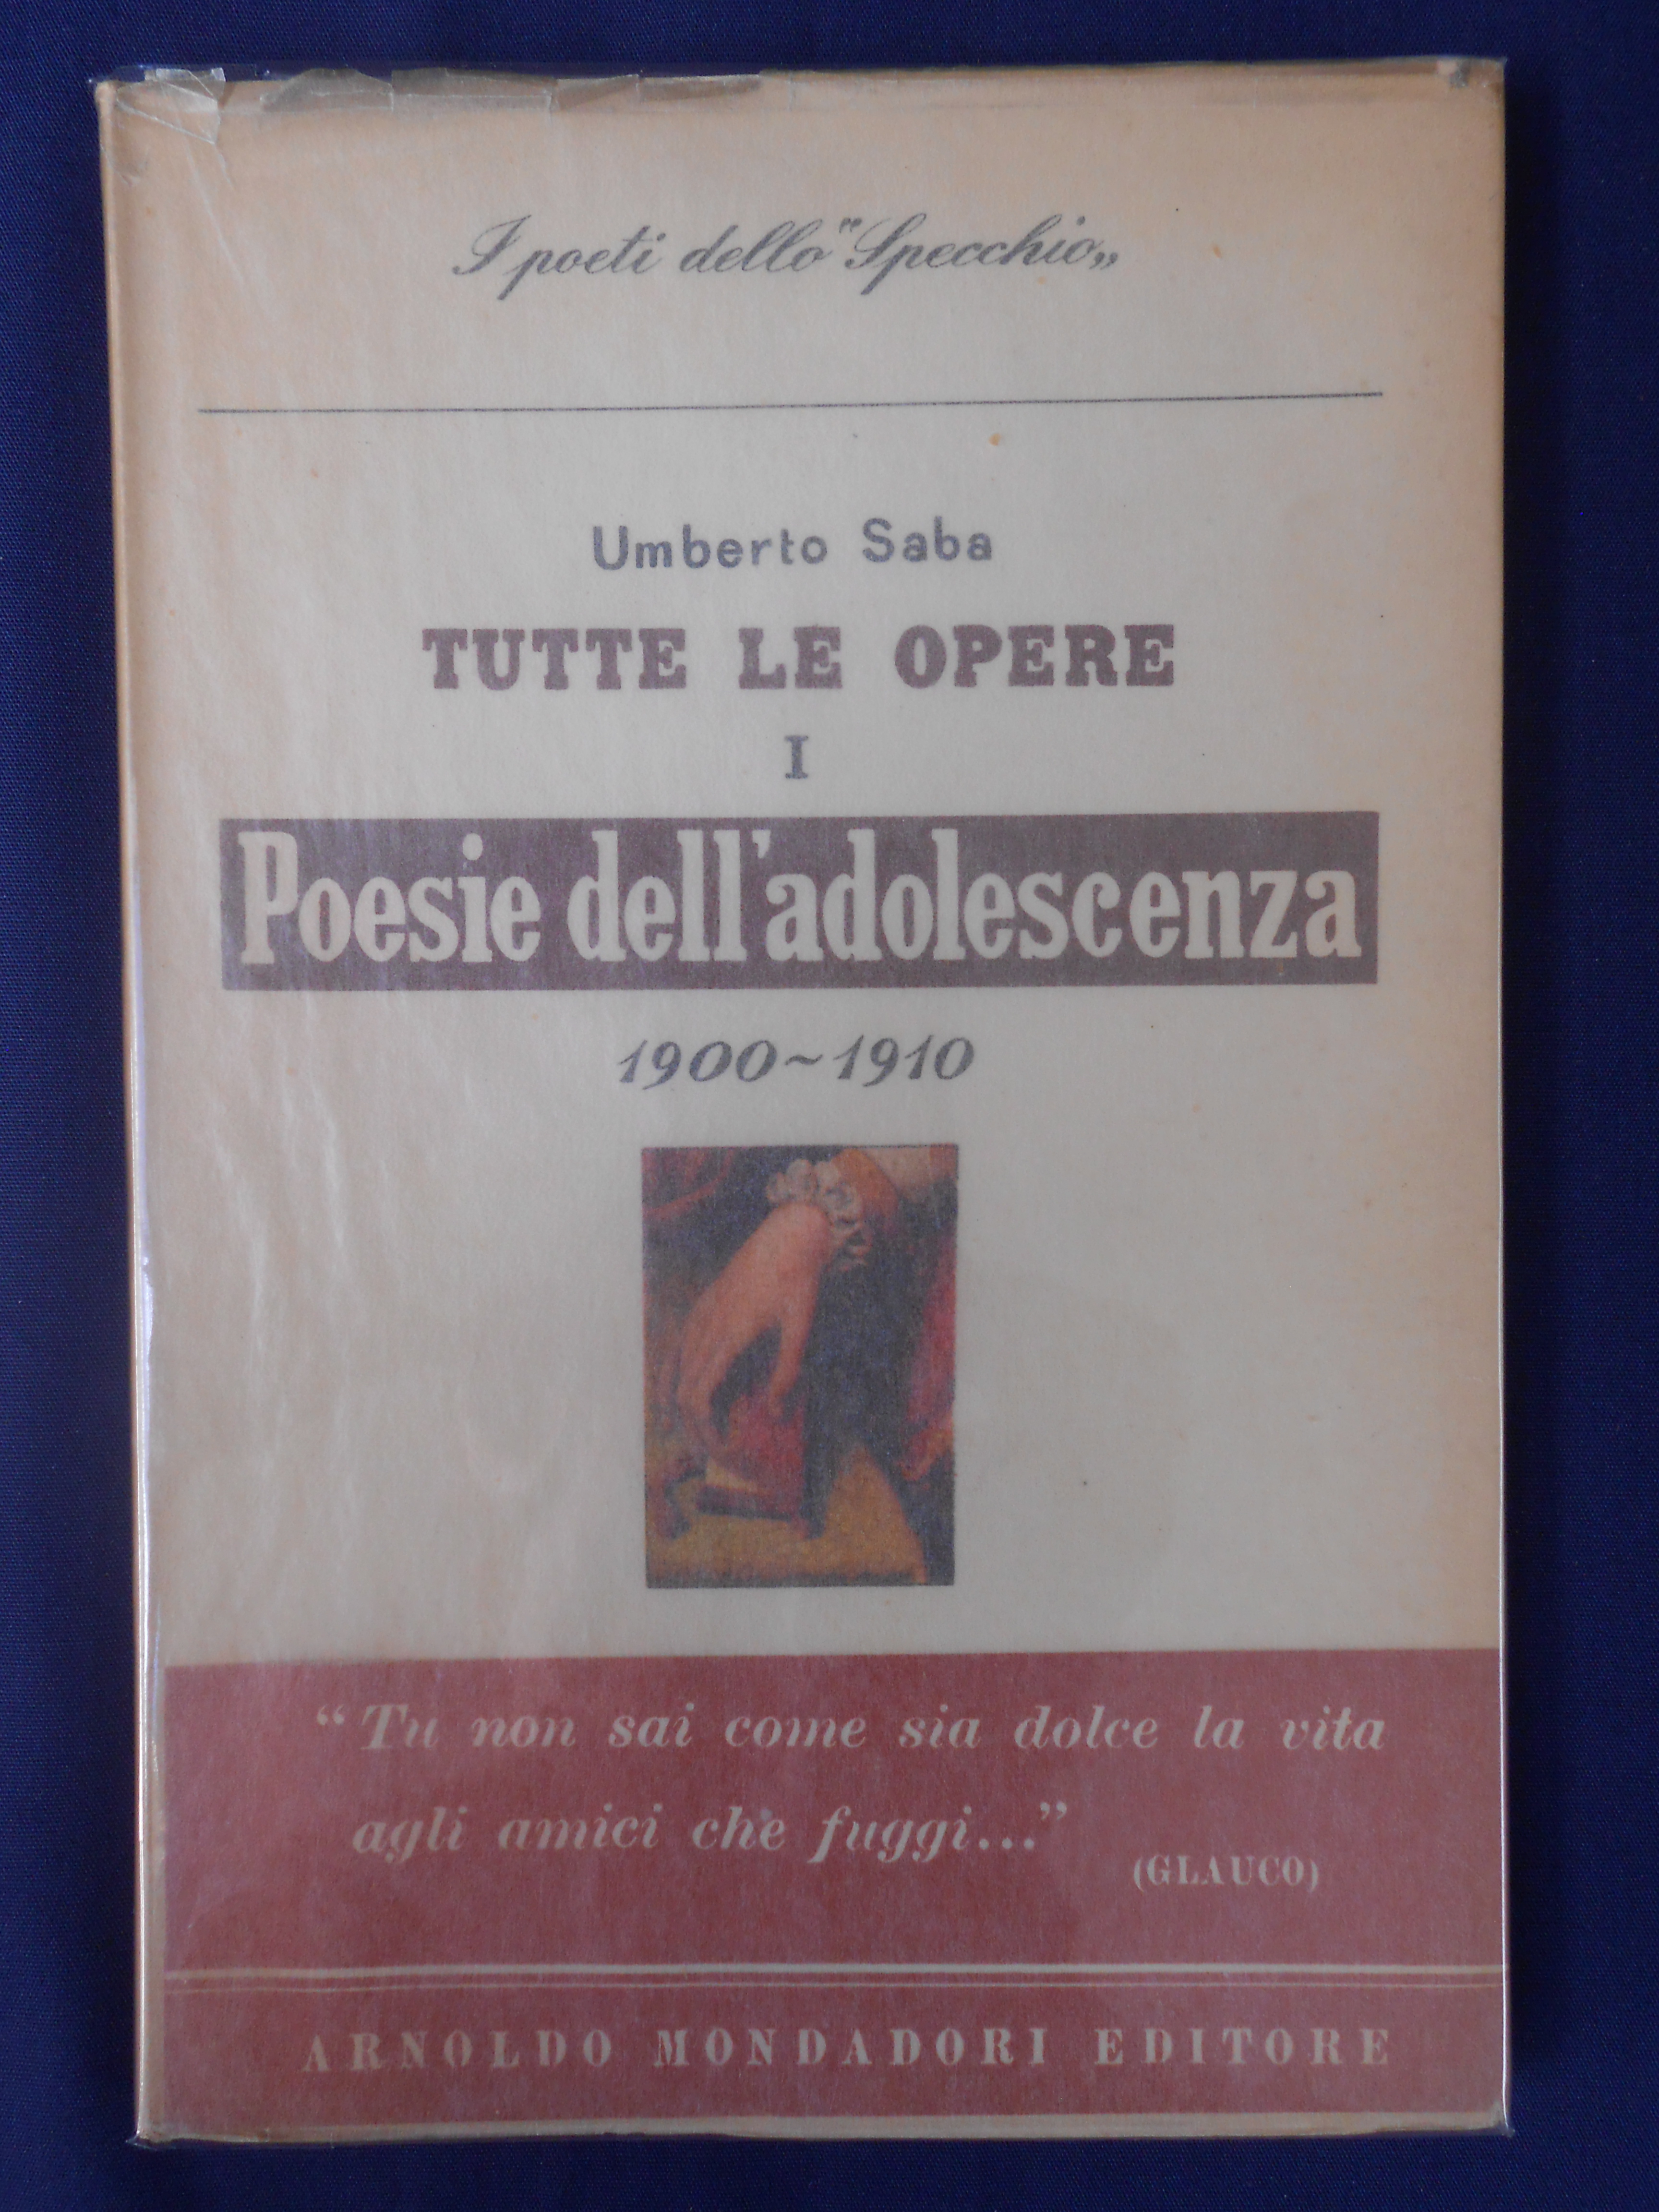 I poeti dello "Specchio„
Umberto Saba
TUTTE LE OPERE
I
Poesie dell'adolescenza
1900~1910
“Tu non sai come sia dolce la vita
agli amici che fuggi...”
(GLAUCO)
ARNOLDO MONDADORI EDITORE